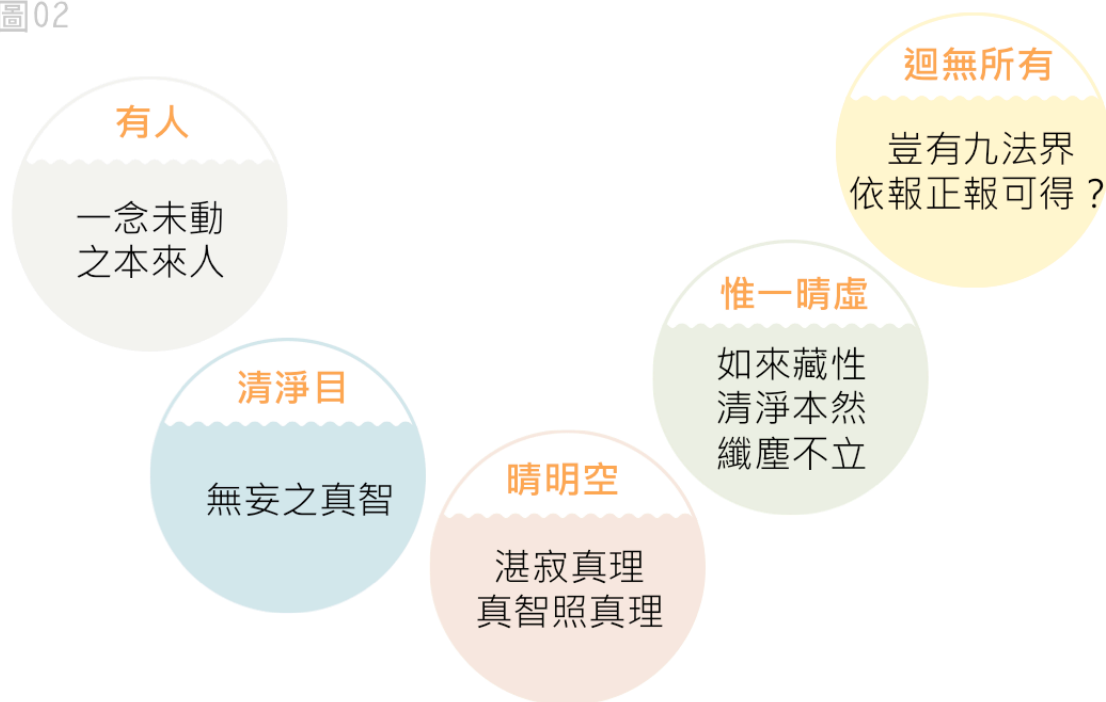 圖02
有人
一念未動
之本來人
清淨目
無妄之真智
晴明空
湛寂真理
真智照真理
惟一晴虛
如來藏性
清淨本然
纖塵不立
迴無所有
豈有九法界
依報正報可得？